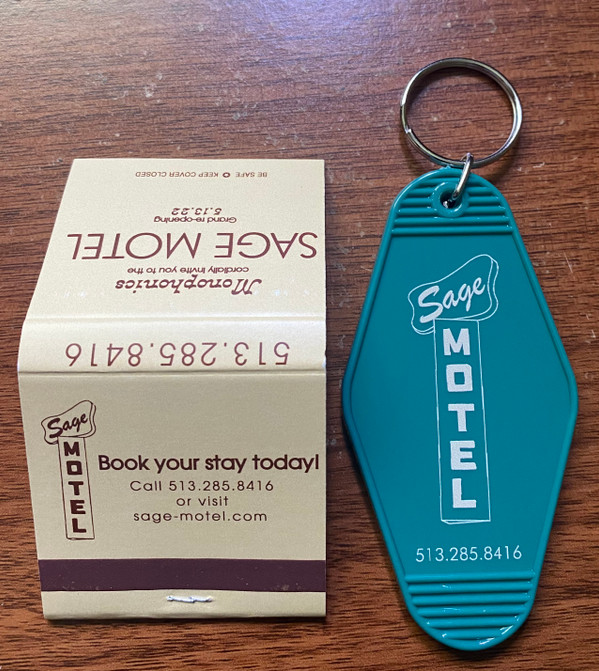 BE SAFE ✪ KEEP COVER CLOSED
Monophonics
cordially invite you to the
SAGE MOTEL
Grand re-opening
5.13.22
513.285.8416
Sage
MOTEL
Book your stay today!
Call 513.285.8416
or visit
sage-motel.com
Sage
MOTEL
513.285.8416